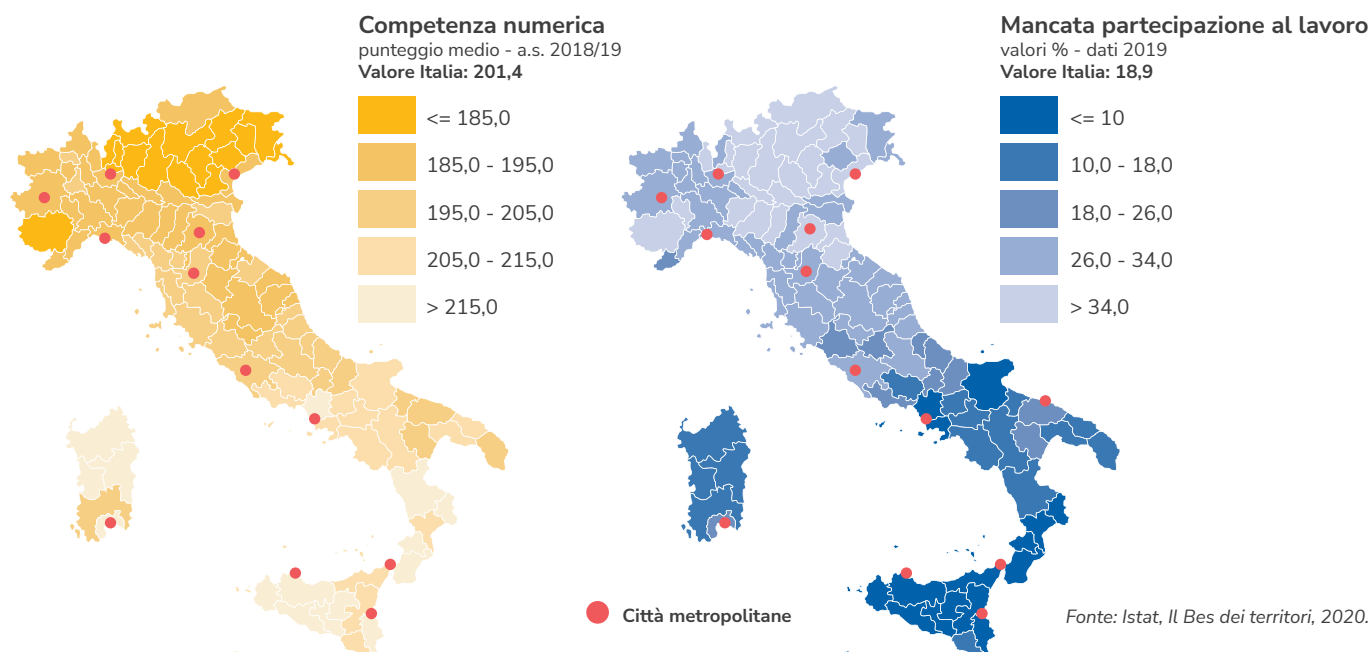 Competenza numerica
punteggio medio - a.s. 2018/19
Valore Italia: 201,4
<= 185,0
185,0 - 195,0
195,0 - 205,0
205,0 - 215,0
> 215,0
Mancata partecipazione al lavoro
valori % - dati 2019
Valore Italia: 18,9
<= 10
10,0 - 18,0
18,0 - 26,0
26,0 - 34,0
> 34,0
Città metropolitane
Fonte: Istat, Il Bes dei territori, 2020.